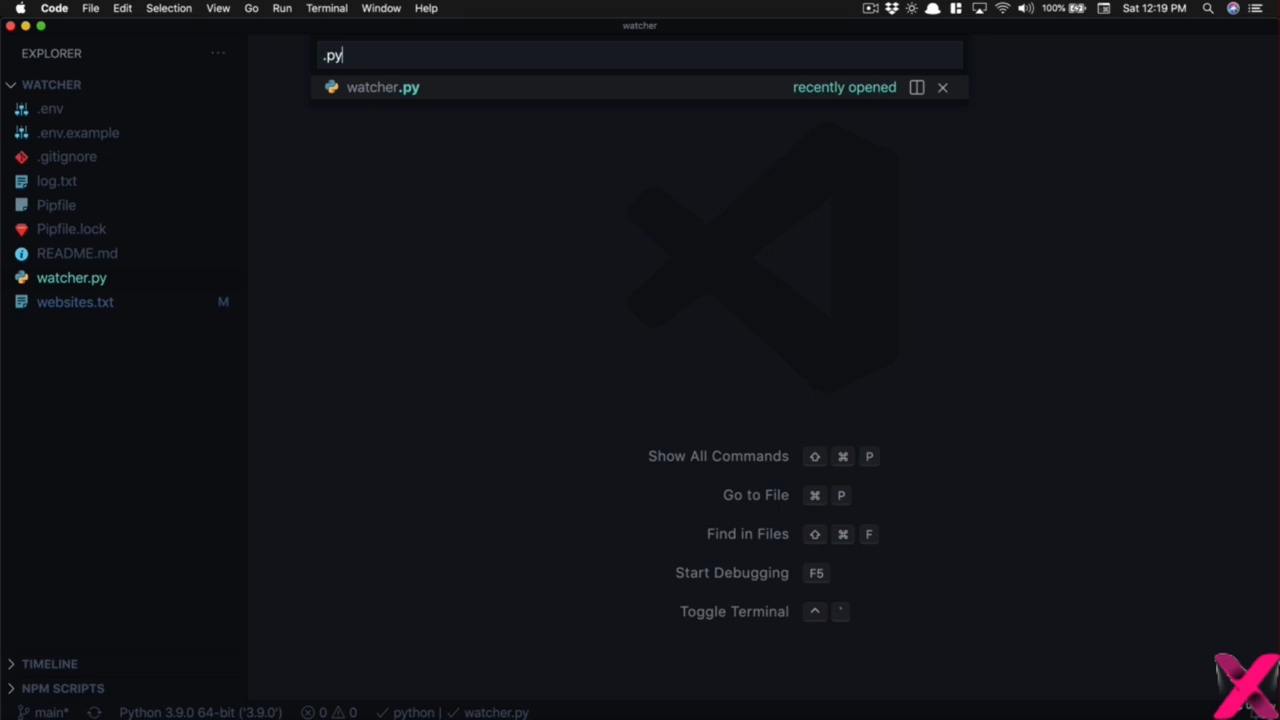 Code File Edit Selection View Go Run Terminal Window Help 100% Sat 12:19 PM
watcher
EXPLORER
WATCHER
.env
.env.example
.gitignore
log.txt
Pipfile
Pipfile.lock
README.md
watcher.py
websites.txt M
.py
watcher.py recently opened
Show All Commands ⇧ ⌘ P
Go to File ⌘ P
Find in Files ⇧ ⌘ F
Start Debugging F5
Toggle Terminal ^ `
TIMELINE
NPM SCRIPTS
main* Python 3.9.0 64-bit ('3.9.0') 0 0 ✓ python | ✓ watcher.py
X